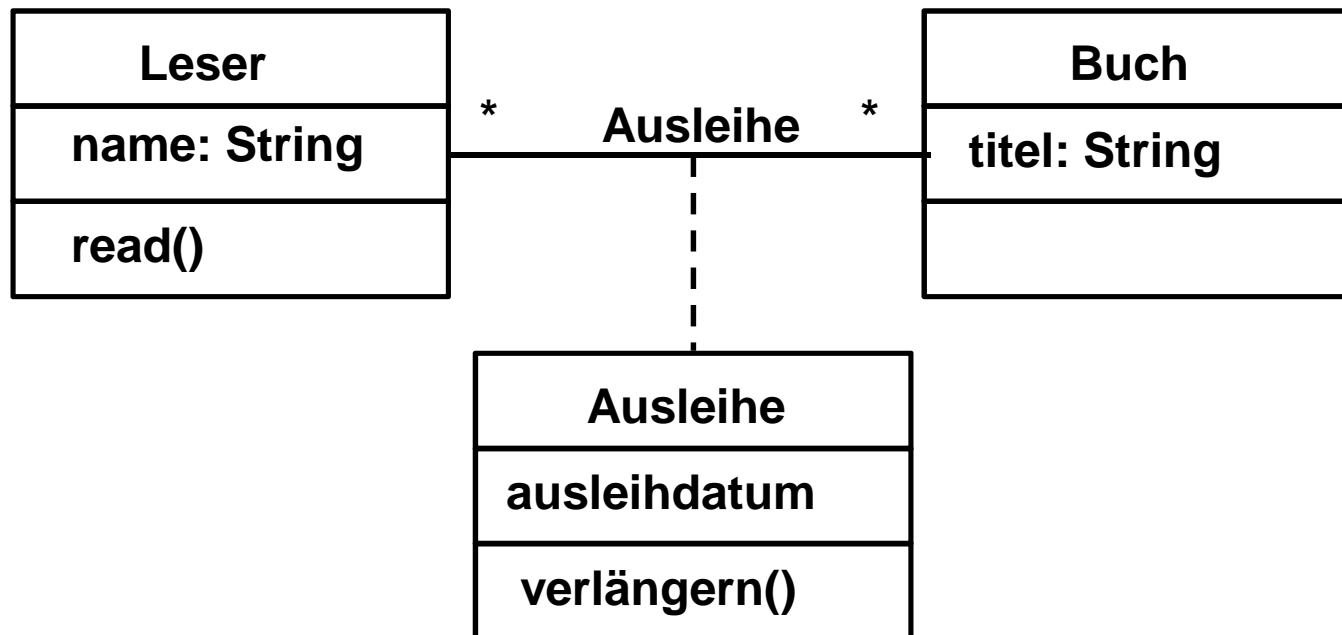 Leser
name: String
read()
*
Ausleihe
*
Buch
titel: String
Ausleihe
ausleihdatum
verlängern()